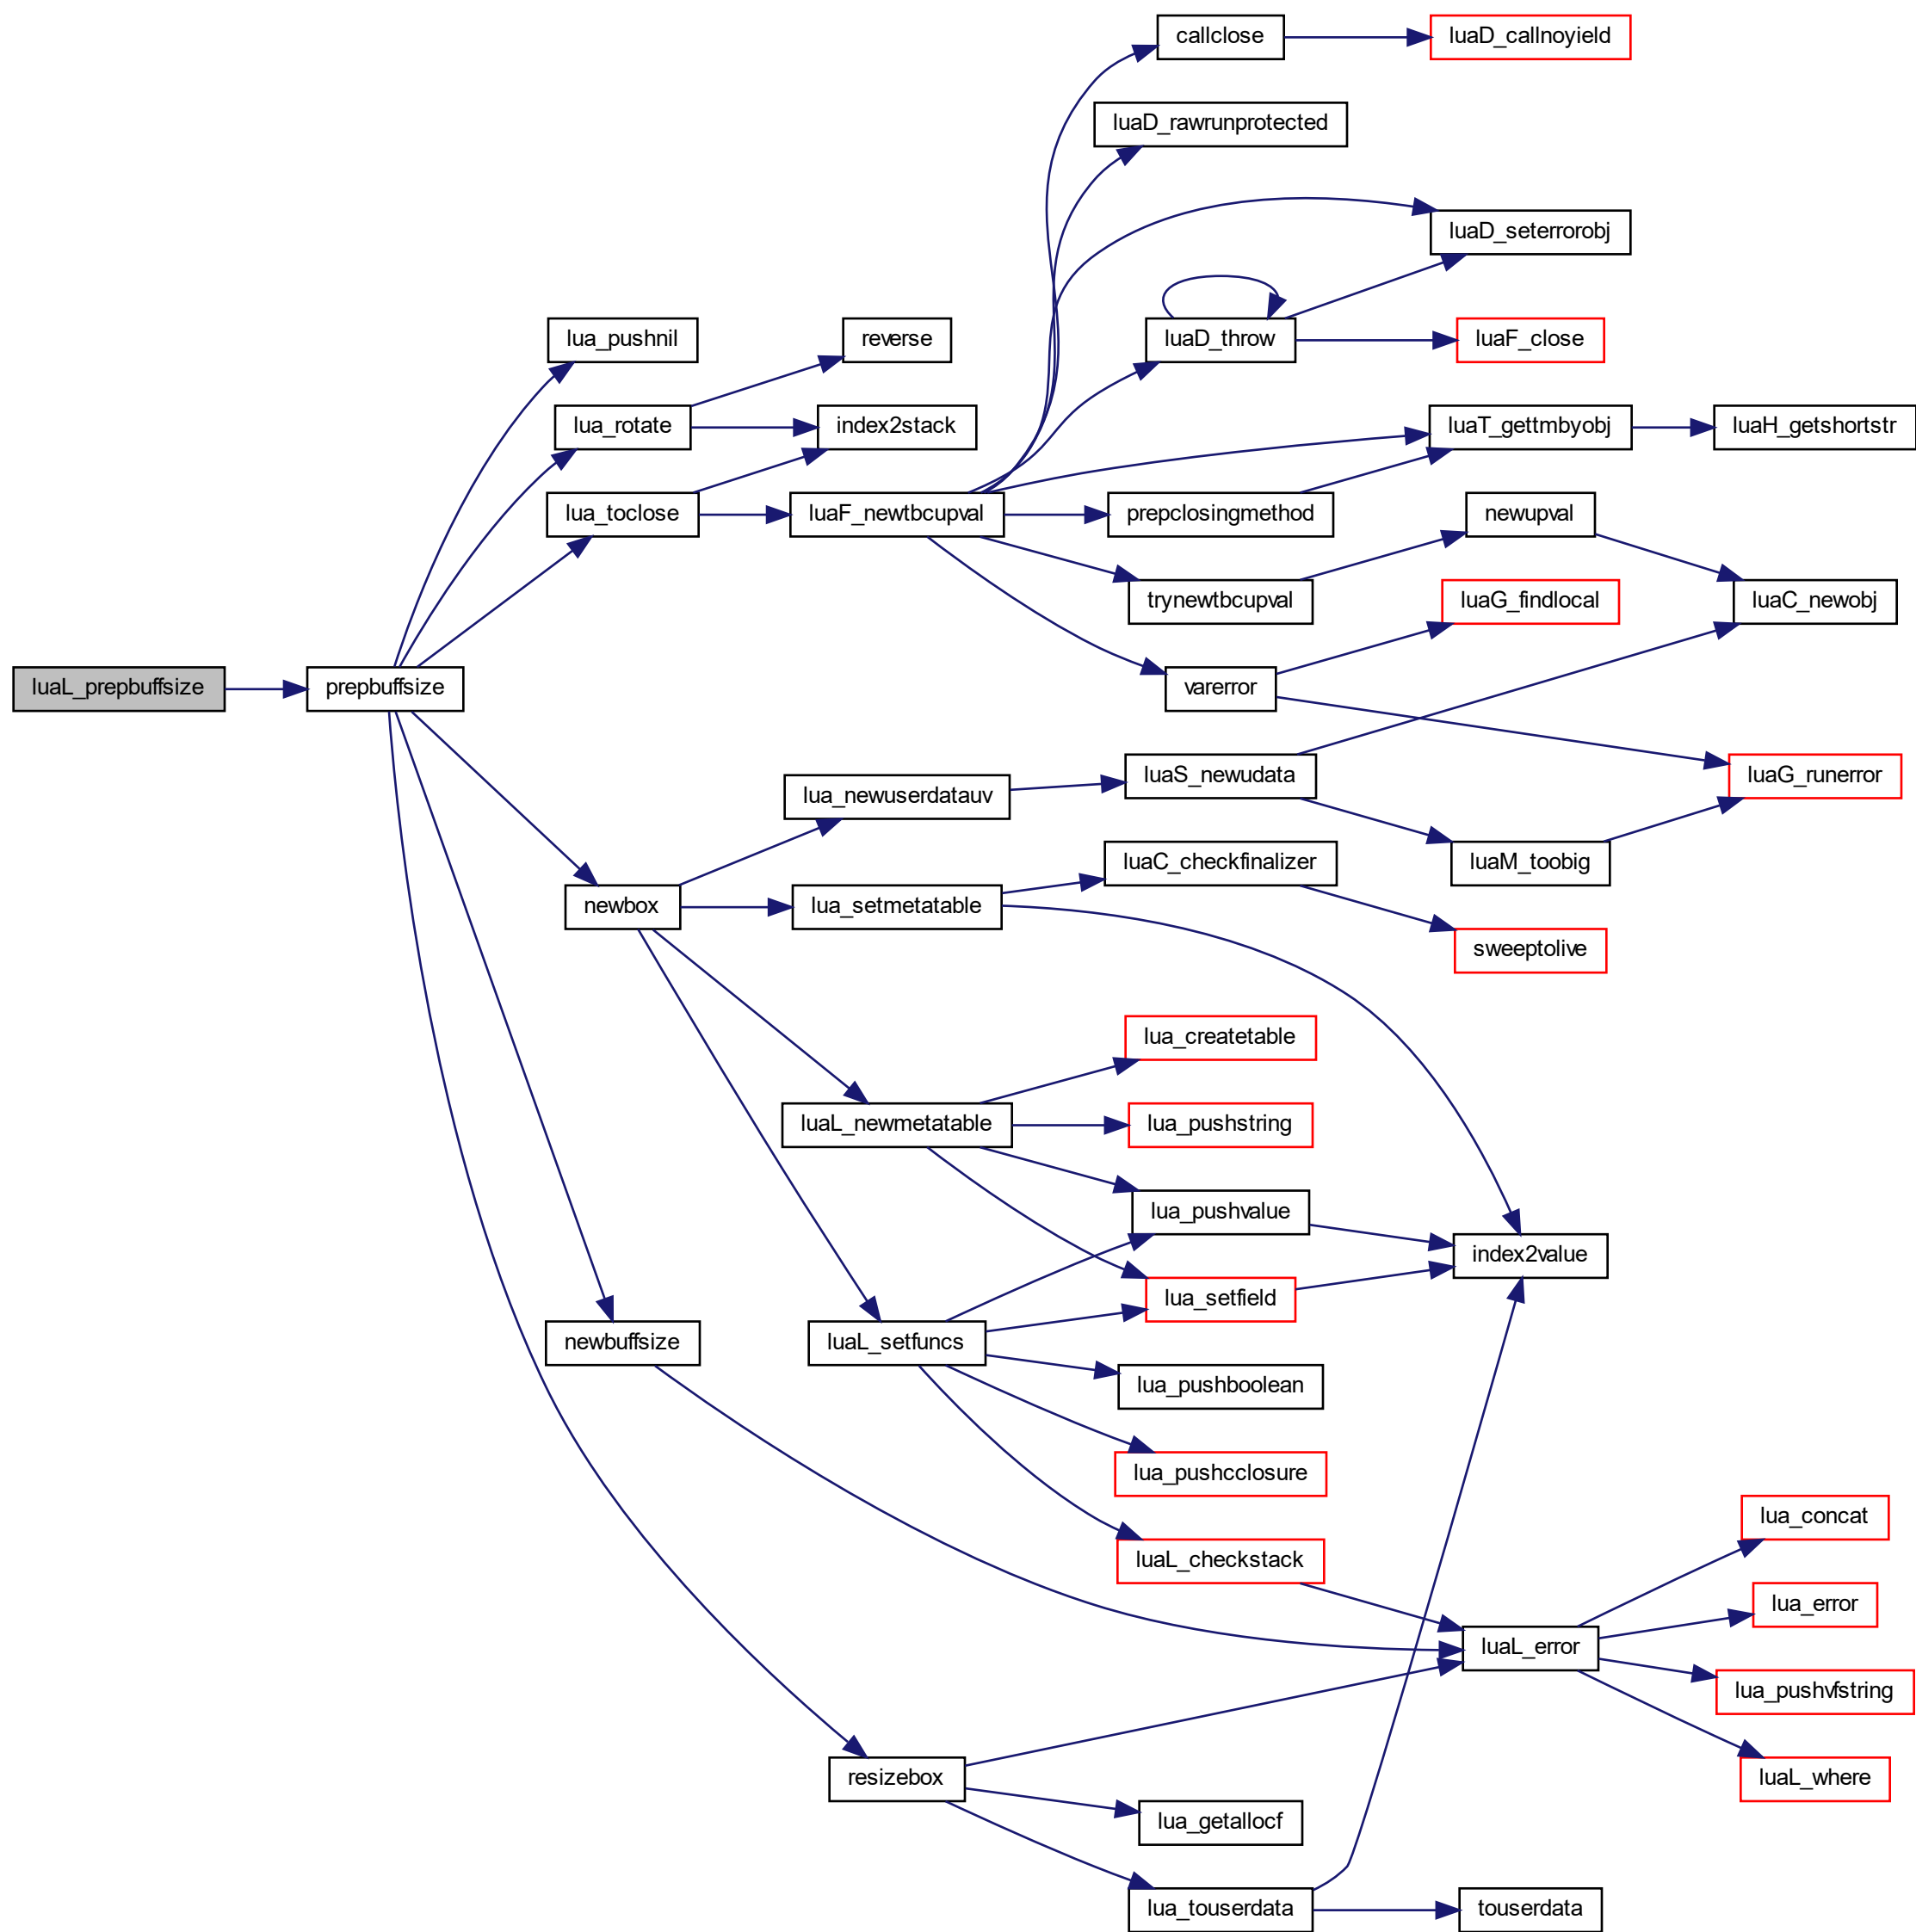 callclose
luaD_callnoyield
luaD_rawrunprotected
luaD_seterrorobj
lua_pushnil
reverse
luaD_throw
luaF_close
lua_rotate
index2stack
luaT_gettmbyobj
luaH_getshortstr
lua_toclose
luaF_newtbcupval
prepclosingmethod
newupval
trynewtbcupval
luaG_findlocal
luaC_newobj
luaL_prepbuffsize
prepbuffsize
varerror
lua_newuserdatauv
luaS_newudata
luaG_runerror
luaC_checkfinalizer
luaM_toobig
newbox
lua_setmetatable
sweeptolive
lua_createtable
luaL_newmetatable
lua_pushstring
lua_pushvalue
index2value
lua_setfield
newbuffsize
luaL_setfuncs
lua_pushboolean
lua_pushcclosure
lua_concat
luaL_checkstack
lua_error
luaL_error
lua_pushvfstring
resizebox
luaL_where
lua_getallocf
lua_touserdata
touserdata